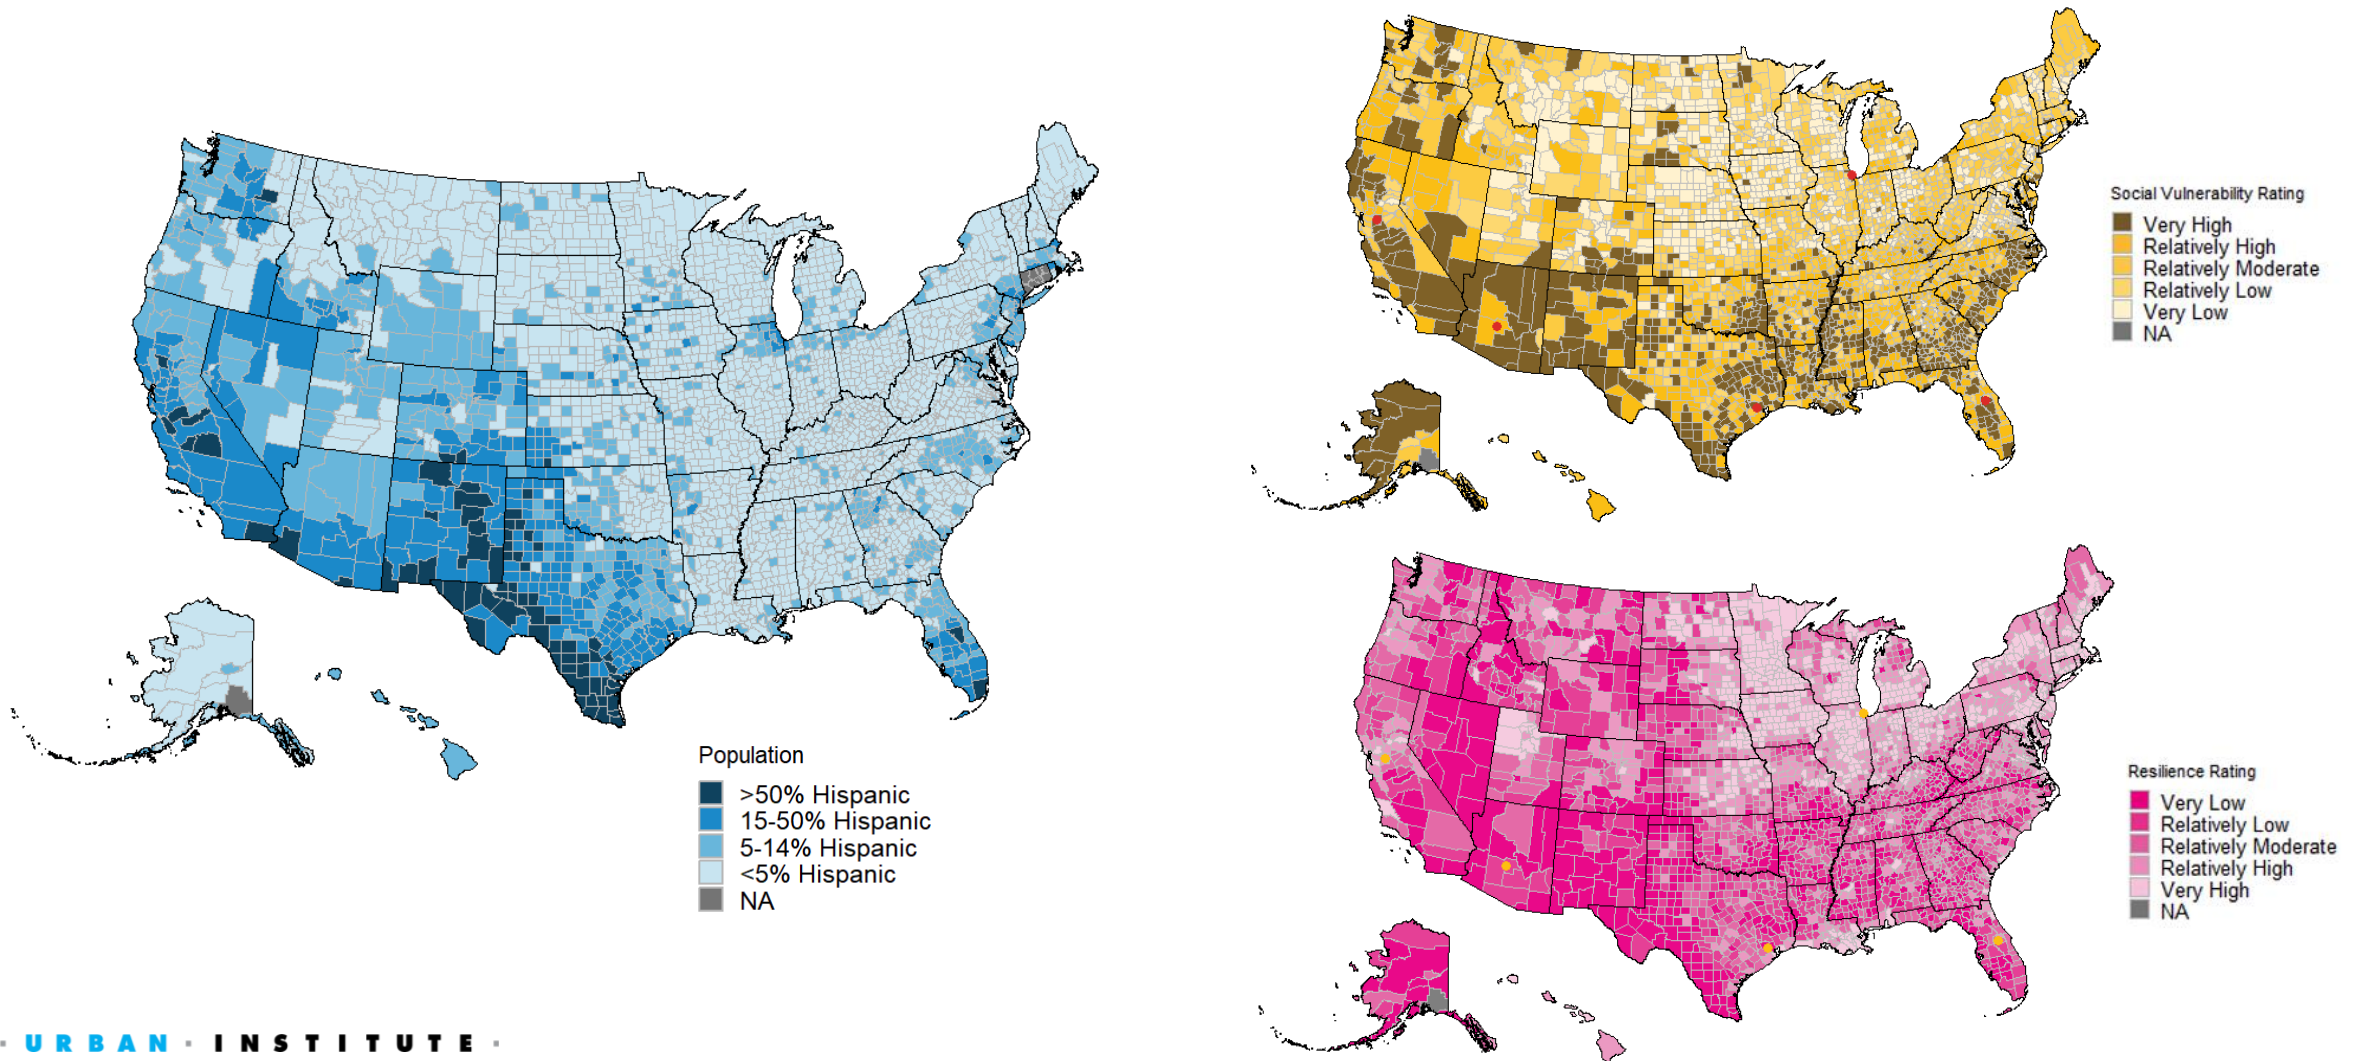 Population
>50% Hispanic
15-50% Hispanic
5-14% Hispanic
<5% Hispanic
NA
Social Vulnerability Rating
Very High
Relatively High
Relatively Moderate
Relatively Low
Very Low
NA
Resilience Rating
Very Low
Relatively Low
Relatively Moderate
Relatively High
Very High
NA
· URBAN · INSTITUTE ·